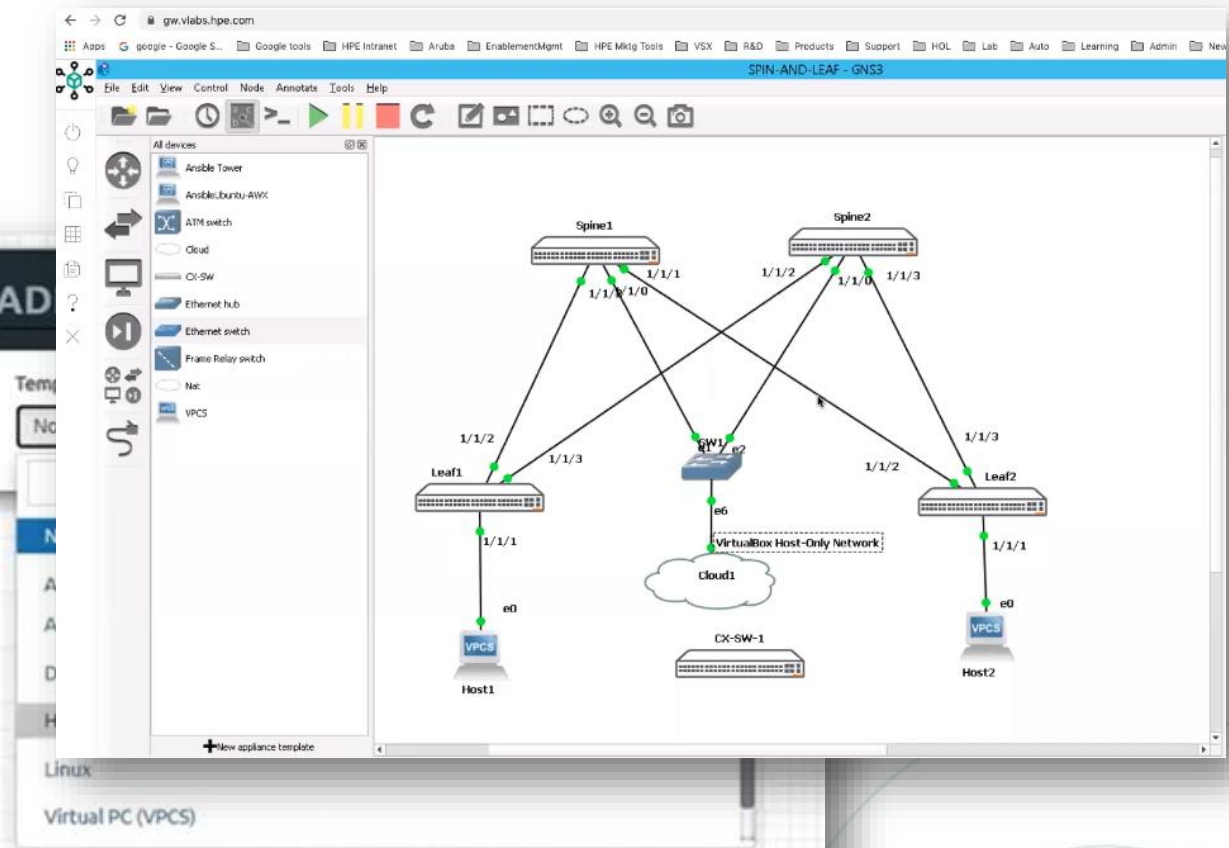 gw.vlabs.hpe.com
Apps google - Google S... Google tools HPE Intranet Aruba EnablementMgmt HPE Mktg Tools VSX R&D Products Support HOL Lab Auto Learning Admin New
SPIN-AND-LEAF - GNS3
File Edit View Control Node Annotate Tools Help
All devices
Ansible Tower
AnsibleUbuntu-AWX
ATM switch
Cloud
CX-SW
Ethernet hub
Ethernet switch
Frame Relay switch
Nat
VPCS
New appliance template
Spine1
Spine2
1/1/1
1/1/0
1/1/2
1/1/0
1/1/3
1/1/2
1/1/3
Leaf1
SW1
e2
1/1/2
1/1/3
Leaf2
1/1/1
e6
VirtualBox Host-Only Network
Cloud1
1/1/1
e0
VPCS
Host1
CX-SW-1
e0
VPCS
Host2
AD
Tem
No
N
A
A
D
H
Linux
Virtual PC (VPCS)